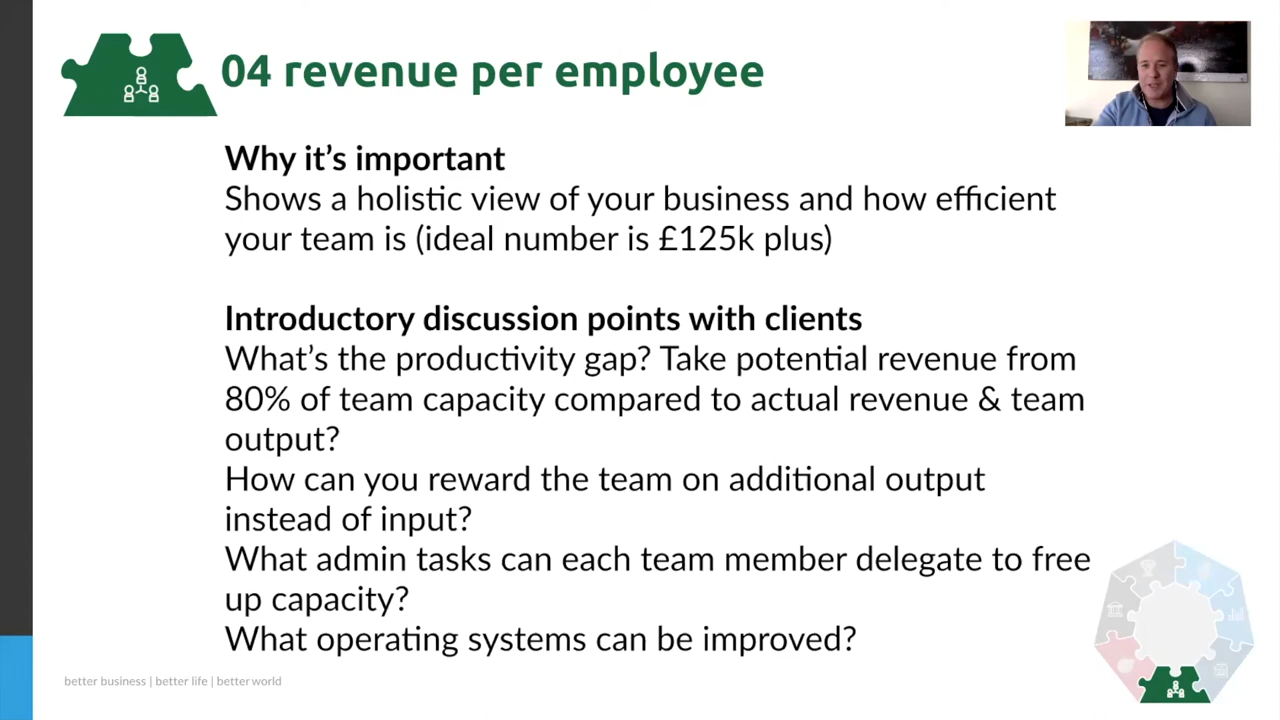 04 revenue per employee
Why it's important
Shows a holistic view of your business and how efficient
your team is (ideal number is £125k plus)
Introductory discussion points with clients
What's the productivity gap? Take potential revenue from
80% of team capacity compared to actual revenue & team
output?
How can you reward the team on additional output
instead of input?
What admin tasks can each team member delegate to free
up capacity?
What operating systems can be improved?
better business | better life | better world